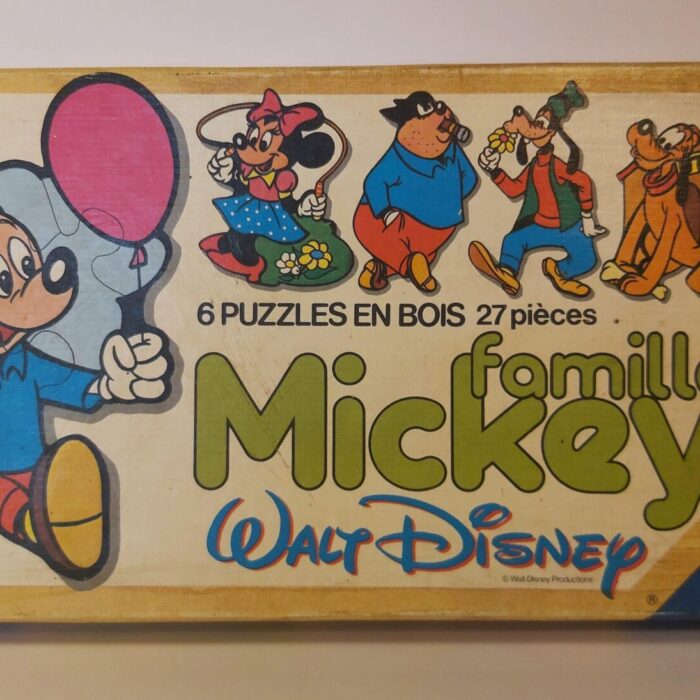 6 PUZZLES EN BOIS 27 pièces
famille
Mickey
WALT DISNEY
© Walt Disney Productions
®